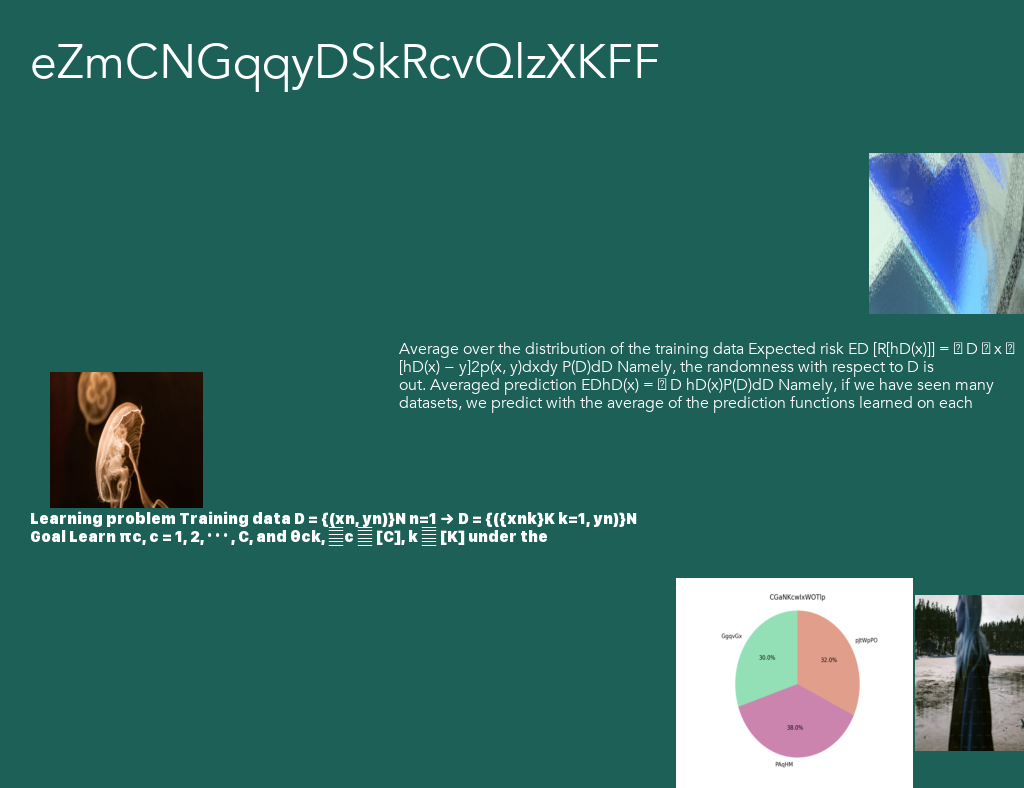 eZmCNGqqyDSkRcvQlzXKFF
Average over the distribution of the training data Expected risk ED [R[hD(x)]] = D x
[hD(x) − y]2p(x, y)dxdy P(D)dD Namely, the randomness with respect to D is
out. Averaged prediction EDhD(x) = D hD(x)P(D)dD Namely, if we have seen many
datasets, we predict with the average of the prediction functions learned on each
Learning problem Training data D = {(xn, yn)}N n=1 → D = {({xnk}K k=1, yn)}N
Goal Learn πc, c = 1, 2, · · · , C, and θck, c [C], k [K] under the
CGaNKcwIxWOTIp
GgqvGx
pJtWpPO
30.0%
32.0%
38.0%
PAqHM